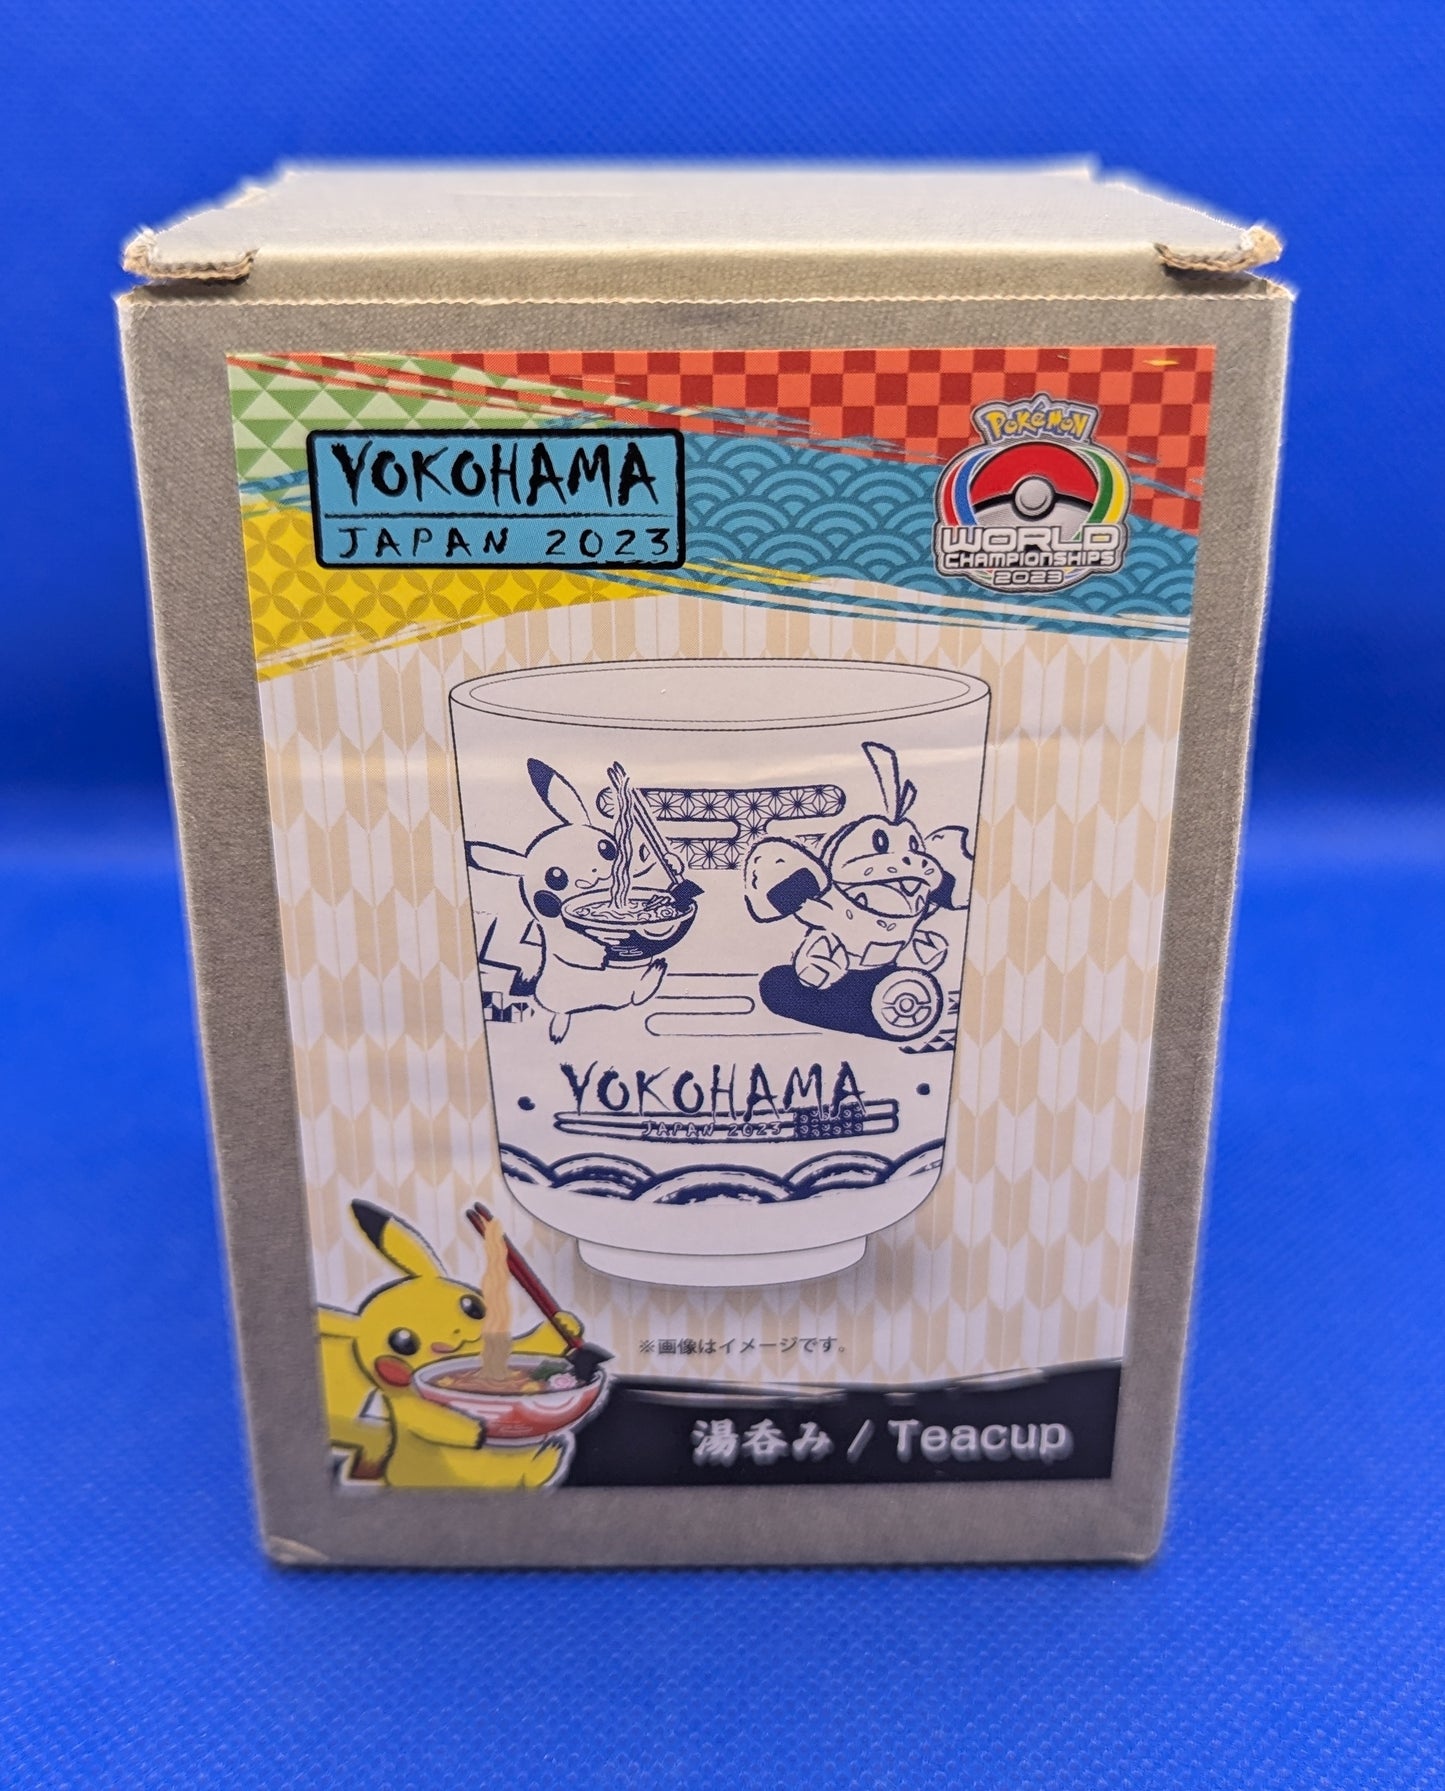 YOKOHAMA
JAPAN 2023
POKéMON
WORLD
CHAMPIONSHIPS
2023
YOKOHAMA
JAPAN 2023
※画像はイメージです。
湯呑み / Teacup